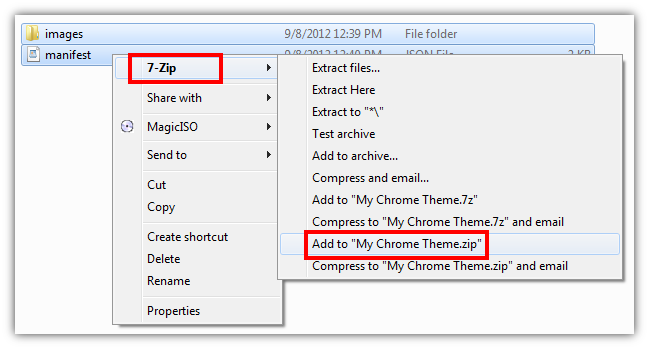 images 9/8/2012 12:39 PM File folder
manifest 9/8/2012 12:40 PM JSON File 2 KB
7-Zip
Share with
MagicISO
Send to
Cut
Copy
Create shortcut
Delete
Rename
Properties
Extract files...
Extract Here
Extract to "*\"
Test archive
Add to archive...
Compress and email...
Add to "My Chrome Theme.7z"
Compress to "My Chrome Theme.7z" and email
Add to "My Chrome Theme.zip"
Compress to "My Chrome Theme.zip" and email